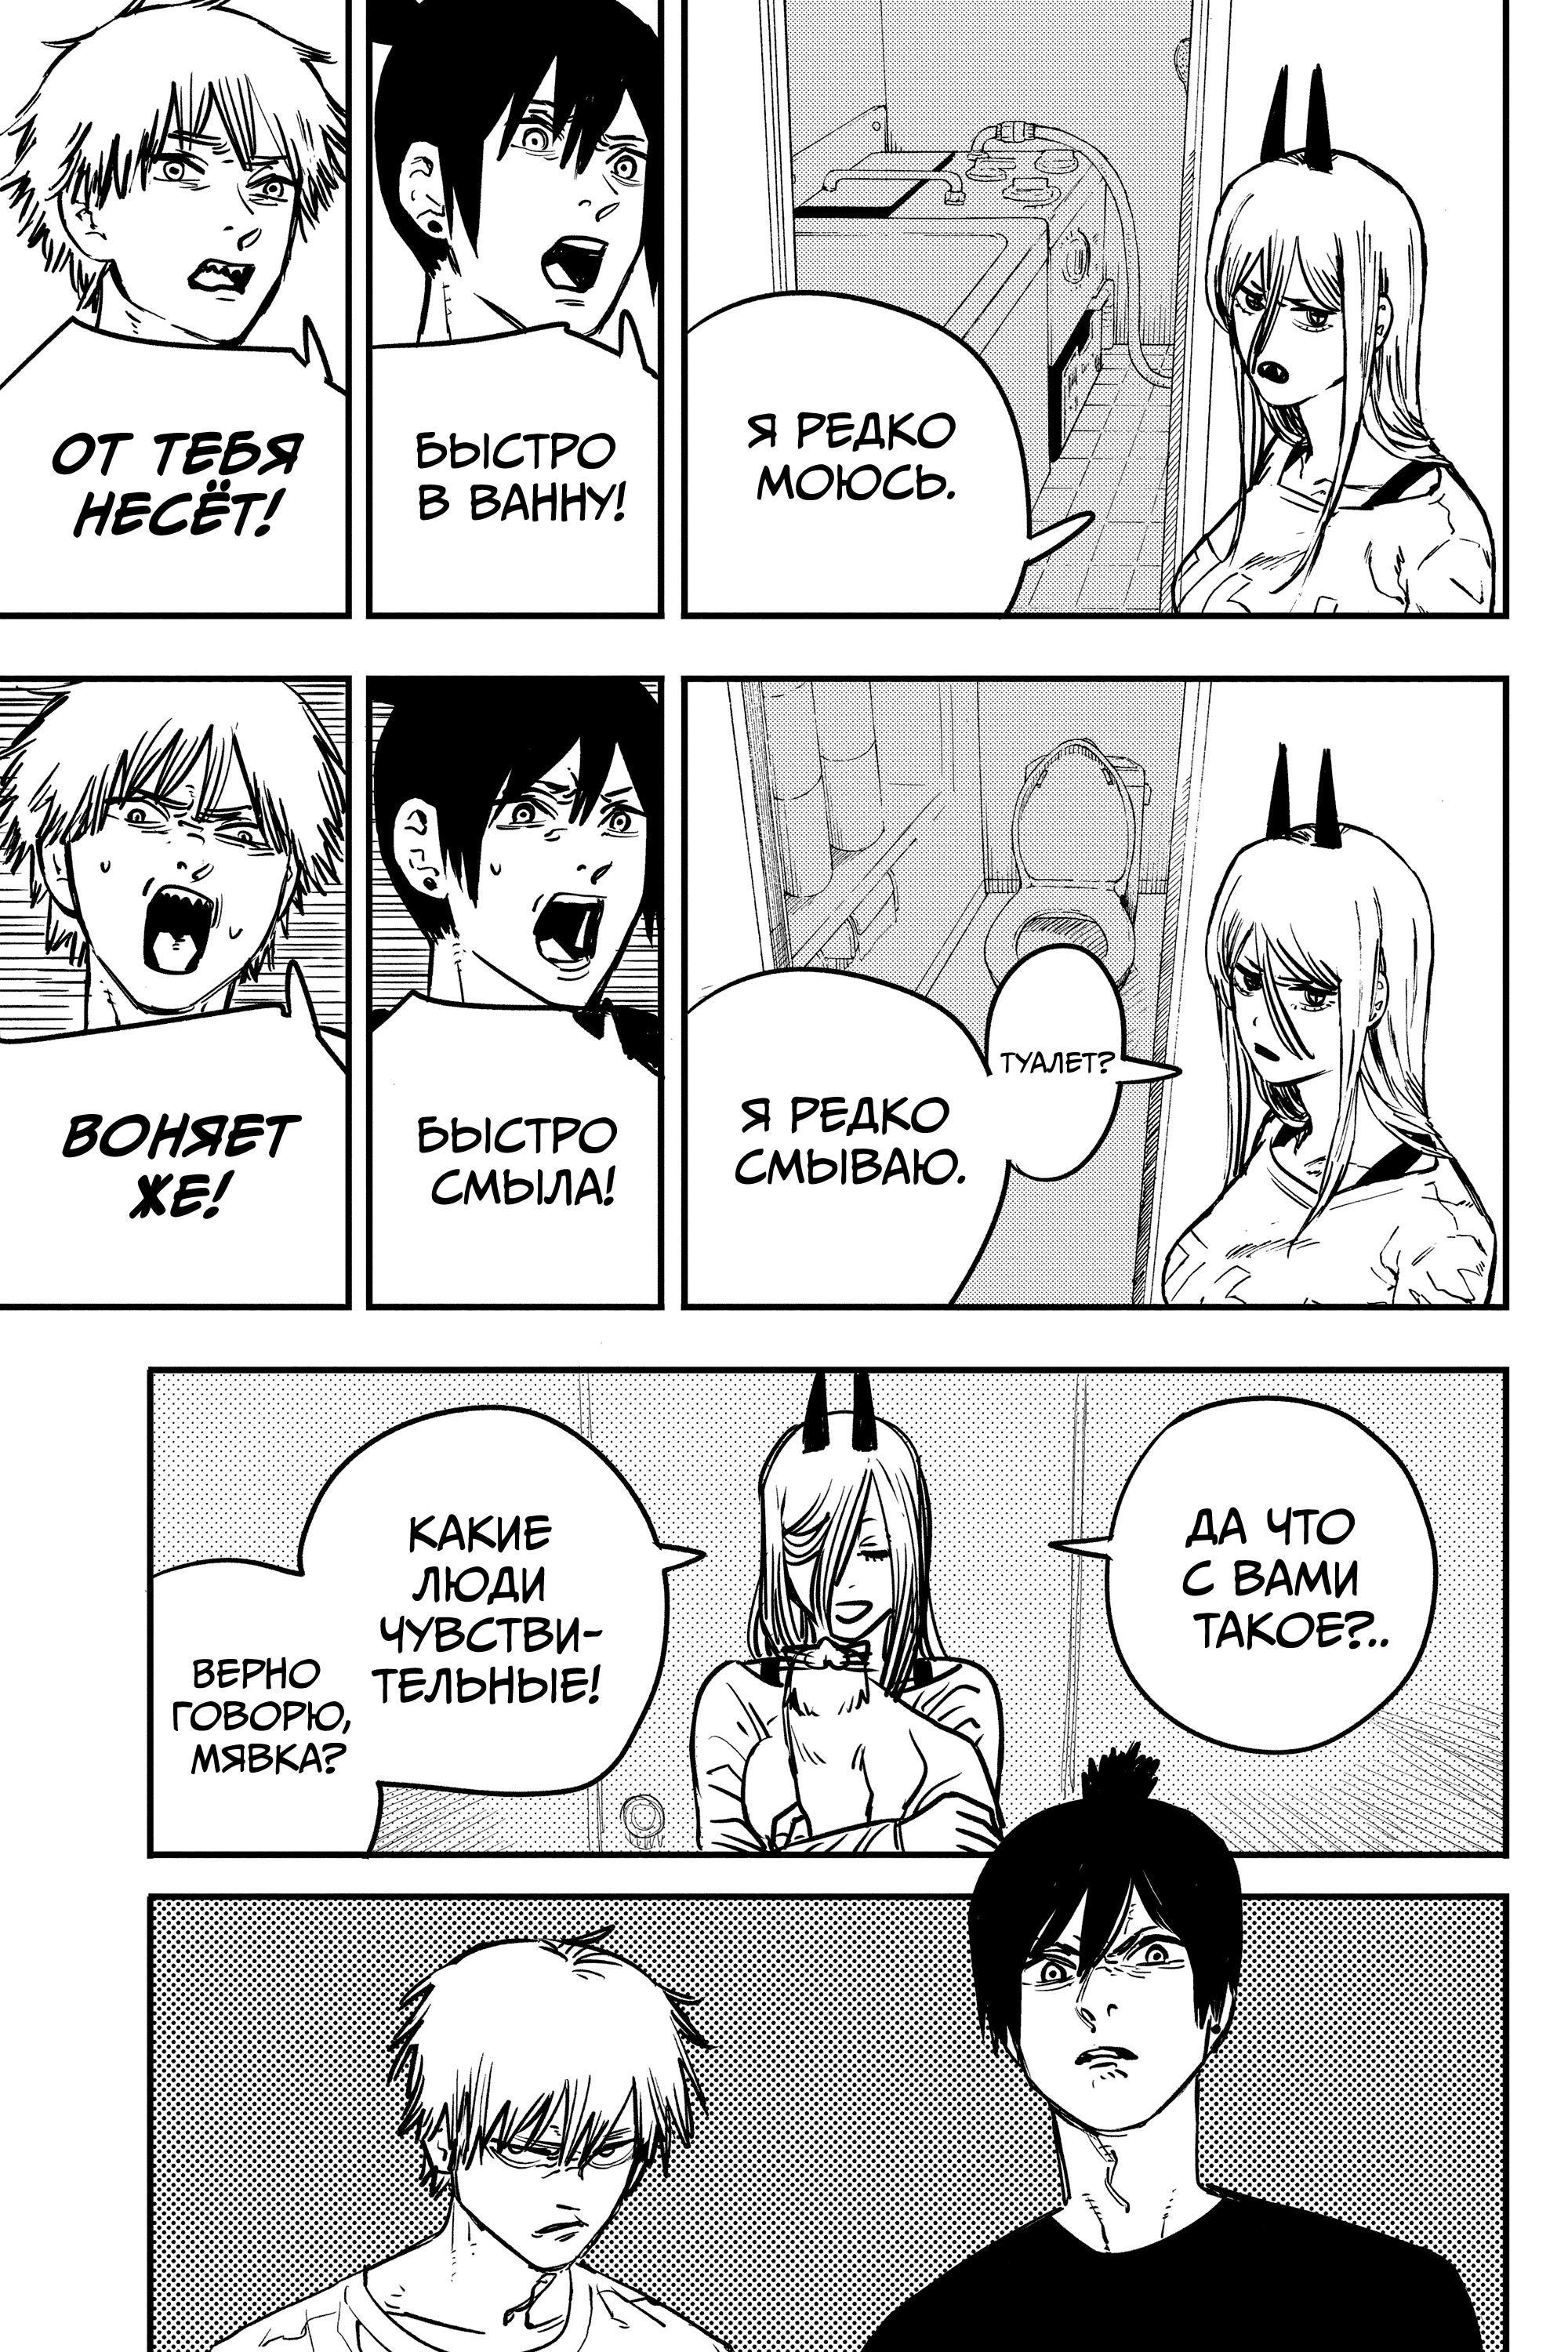 Я РЕДКО
МОЮСЬ.
БЫСТРО
В ВАННУ!
ОТ ТЕБЯ
НЕСЁТ!
ТУАЛЕТ?
Я РЕДКО
СМЫВАЮ.
БЫСТРО
СМЫЛА!
ВОНЯЕТ
ЖЕ!
ДА ЧТО
С ВАМИ
ТАКОЕ?..
КАКИЕ
ЛЮДИ
ЧУВСТВИ-
ТЕЛЬНЫЕ!
ВЕРНО
ГОВОРЮ,
МЯВКА?